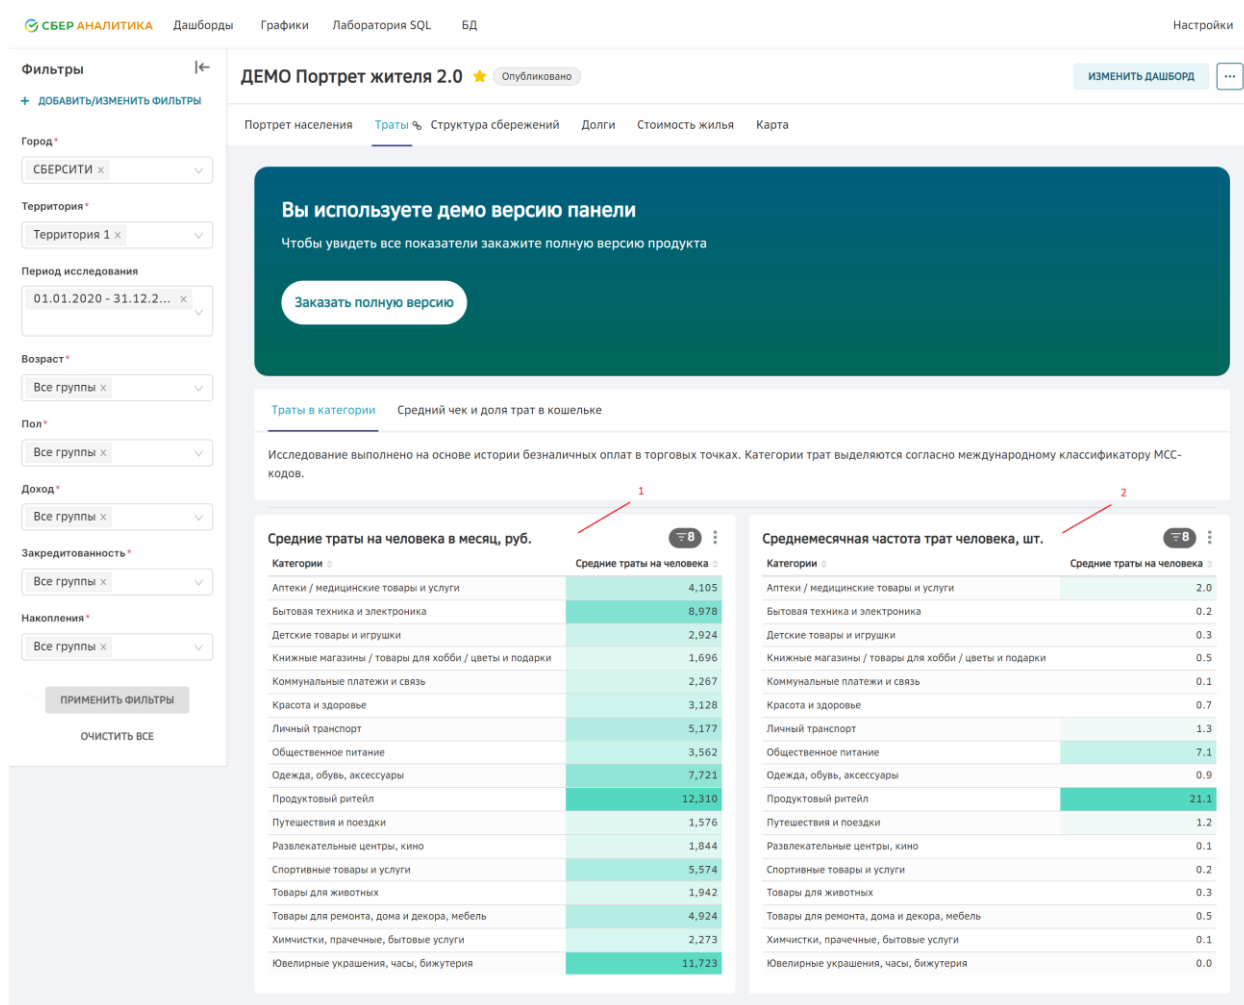 СБЕР АНАЛИТИКА Дашборды Графики Лаборатория SQL БД Настройки
Фильтры
+ ДОБАВИТЬ/ИЗМЕНИТЬ ФИЛЬТРЫ
Город*
СБЕРСИТИ ×
Территория*
Территория 1 ×
Период исследования
01.01.2020 - 31.12.2... ×
Возраст*
Все группы ×
Пол*
Все группы ×
Доход*
Все группы ×
Закредитованность*
Все группы ×
Накопления*
Все группы ×
ПРИМЕНИТЬ ФИЛЬТРЫ
ОЧИСТИТЬ ВСЕ
ДЕМО Портрет жителя 2.0 Опубликовано ИЗМЕНИТЬ ДАШБОРД ...
Портрет населения Траты Структура сбережений Долги Стоимость жилья Карта
Вы используете демо версию панели
Чтобы увидеть все показатели закажите полную версию продукта
Заказать полную версию
Траты в категории Средний чек и доля трат в кошельке
Исследование выполнено на основе истории безналичных оплат в торговых точках. Категории трат выделяются согласно международному классификатору МСС-
кодов.
1
Средние траты на человека в месяц, руб. 8
Категории Средние траты на человека
Аптеки / медицинские товары и услуги 4,105
Бытовая техника и электроника 8,978
Детские товары и игрушки 2,924
Книжные магазины / товары для хобби / цветы и подарки 1,696
Коммунальные платежи и связь 2,267
Красота и здоровье 3,128
Личный транспорт 5,177
Общественное питание 3,562
Одежда, обувь, аксессуары 7,721
Продуктовый ритейл 12,310
Путешествия и поездки 1,576
Развлекательные центры, кино 1,844
Спортивные товары и услуги 5,574
Товары для животных 1,942
Товары для ремонта, дома и декора, мебель 4,924
Химчистки, прачечные, бытовые услуги 2,273
Ювелирные украшения, часы, бижутерия 11,723
2
Среднемесячная частота трат человека, шт. 8
Категории Средние траты на человека
Аптеки / медицинские товары и услуги 2.0
Бытовая техника и электроника 0.2
Детские товары и игрушки 0.3
Книжные магазины / товары для хобби / цветы и подарки 0.5
Коммунальные платежи и связь 0.1
Красота и здоровье 0.7
Личный транспорт 1.3
Общественное питание 7.1
Одежда, обувь, аксессуары 0.9
Продуктовый ритейл 21.1
Путешествия и поездки 1.2
Развлекательные центры, кино 0.1
Спортивные товары и услуги 0.2
Товары для животных 0.3
Товары для ремонта, дома и декора, мебель 0.5
Химчистки, прачечные, бытовые услуги 0.1
Ювелирные украшения, часы, бижутерия 0.0